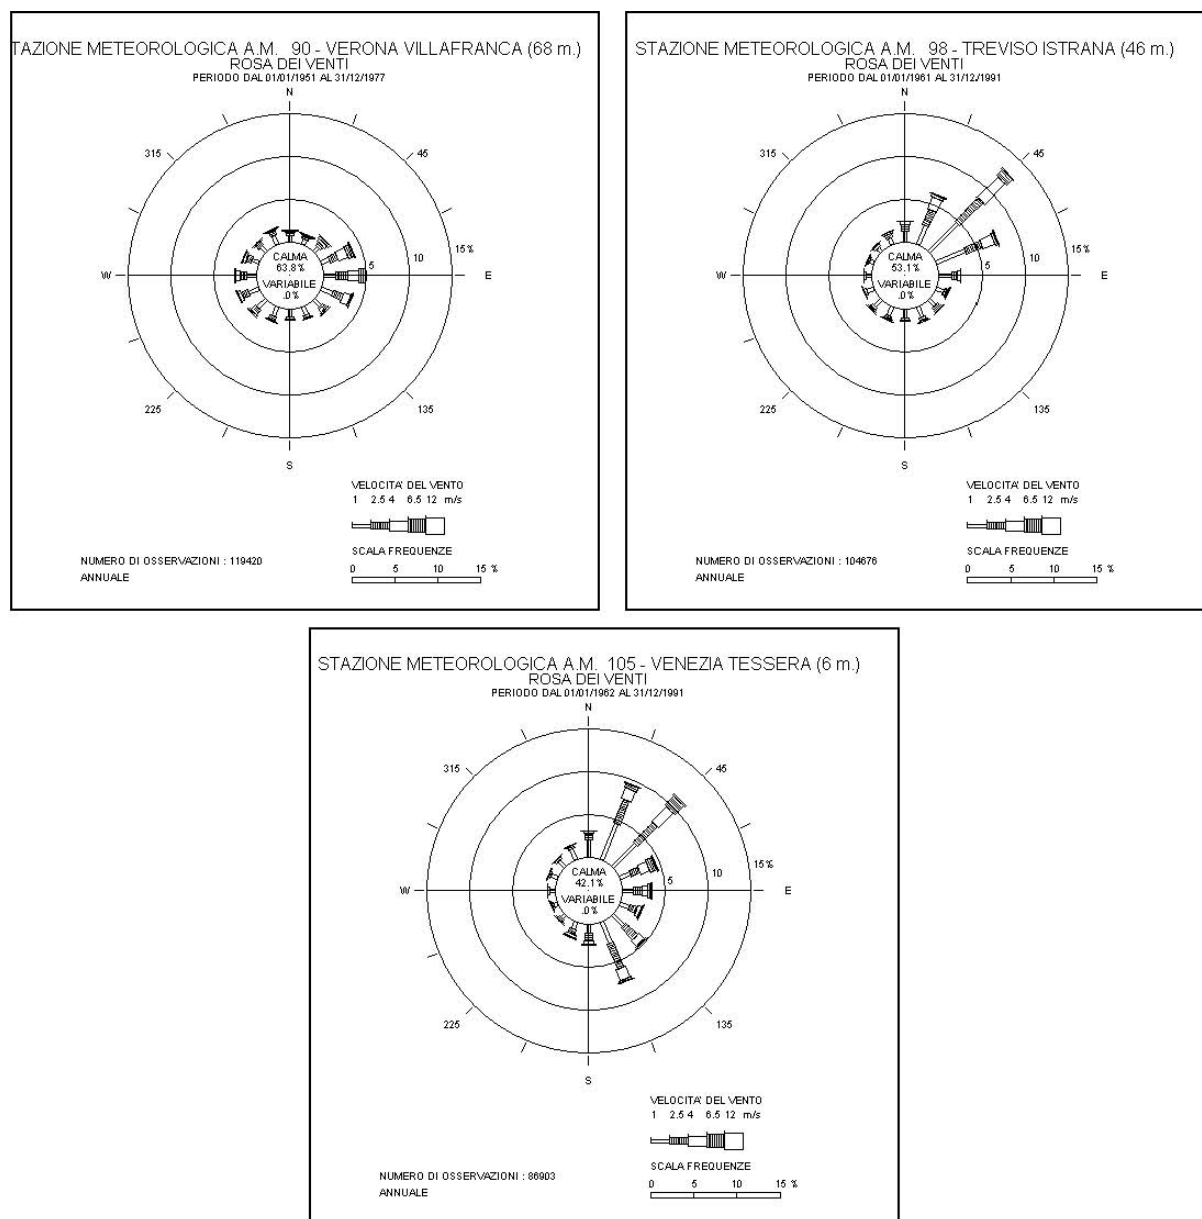 TAZIONE METEOROLOGICA A.M. 90 - VERONA VILLAFRANCA (68 m.)
ROSA DEI VENTI
PERIODO DAL 01/01/1951 AL 31/12/1977
N
315
45
CALMA
63.8%
:
VARIABILE
.0%
5
10
15%
W
E
225
135
S
VELOCITA' DEL VENTO
1 2.5 4 6.5 12 m/s
SCALA FREQUENZE
0 5 10 15 %
NUMERO DI OSSERVAZIONI : 119420
ANNUALE
STAZIONE METEOROLOGICA A.M. 98 - TREVISO ISTRANA (46 m.)
ROSA DEI VENTI
PERIODO DAL 01/01/1961 AL 31/12/1991
N
315
45
CALMA
53.1%
:
VARIABILE
.0%
5
10
15%
W
E
225
135
S
VELOCITA' DEL VENTO
1 2.5 4 6.5 12 m/s
SCALA FREQUENZE
0 5 10 15 %
NUMERO DI OSSERVAZIONI : 104676
ANNUALE
STAZIONE METEOROLOGICA A.M. 105 - VENEZIA TESSERA (6 m.)
ROSA DEI VENTI
PERIODO DAL 01/01/1962 AL 31/12/1991
N
315
45
CALMA
42.1%
:
VARIABILE
.0%
5
10
15%
W
E
225
135
S
VELOCITA' DEL VENTO
1 2.5 4 6.5 12 m/s
SCALA FREQUENZE
0 5 10 15 %
NUMERO DI OSSERVAZIONI : 86903
ANNUALE